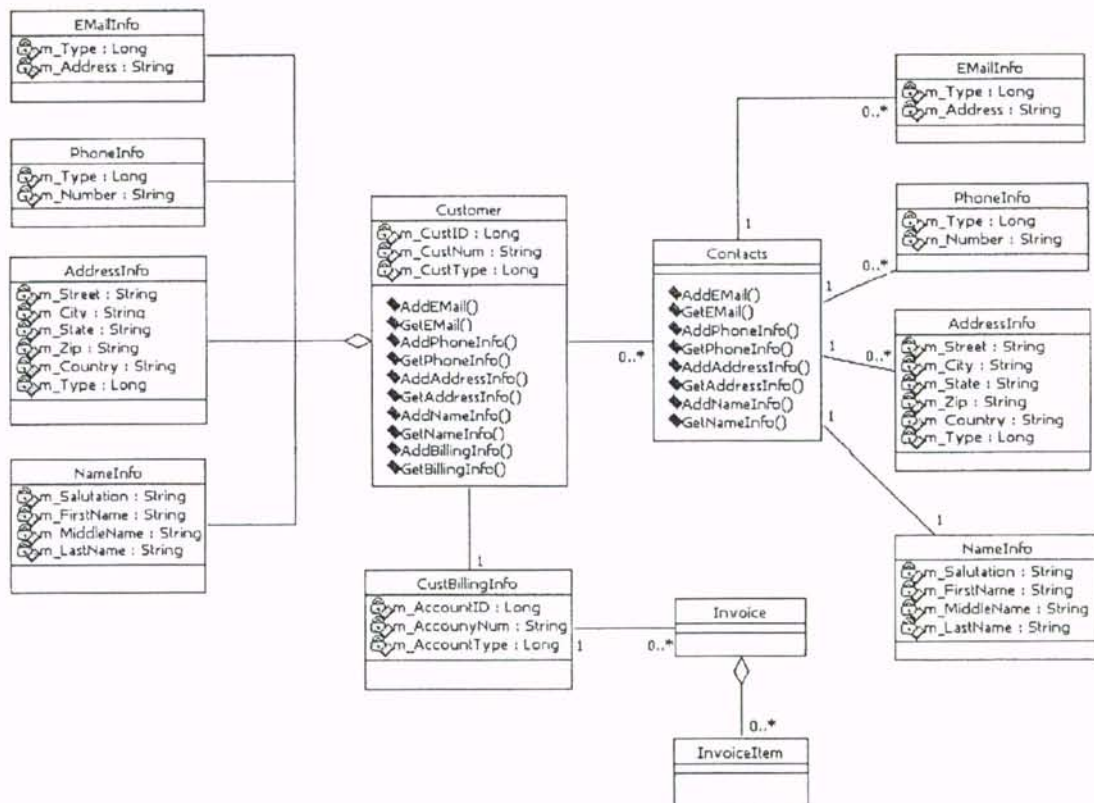 EMailInfo
m_Type : Long
m_Address : String
PhoneInfo
m_Type : Long
m_Number : String
AddressInfo
m_Street : String
m_City : String
m_State : String
m_Zip : String
m_Country : String
m_Type : Long
NameInfo
m_Salutation : String
m_FirstName : String
m_MiddleName : String
m_LastName : String
Customer
m_CustID : Long
m_CustNum : String
m_CustType : Long
AddEMail()
GetEMail()
AddPhoneInfo()
GetPhoneInfo()
AddAddressInfo()
GetAddressInfo()
AddNameInfo()
GetNameInfo()
AddBillingInfo()
GetBillingInfo()
0..*
1
CustBillingInfo
m_AccountID : Long
m_AccounyNum : String
m_AccountType : Long
1
0..*
Invoice
0..*
InvoiceItem
Contacts
AddEMail()
GetEMail()
AddPhoneInfo()
GetPhoneInfo()
AddAddressInfo()
GetAddressInfo()
AddNameInfo()
GetNameInfo()
1
0..*
1
0..*
1
0..*
1
1
EMailInfo
m_Type : Long
m_Address : String
PhoneInfo
m_Type : Long
m_Number : String
AddressInfo
m_Street : String
m_City : String
m_State : String
m_Zip : String
m_Country : String
m_Type : Long
NameInfo
m_Salutation : String
m_FirstName : String
m_MiddleName : String
m_LastName : String